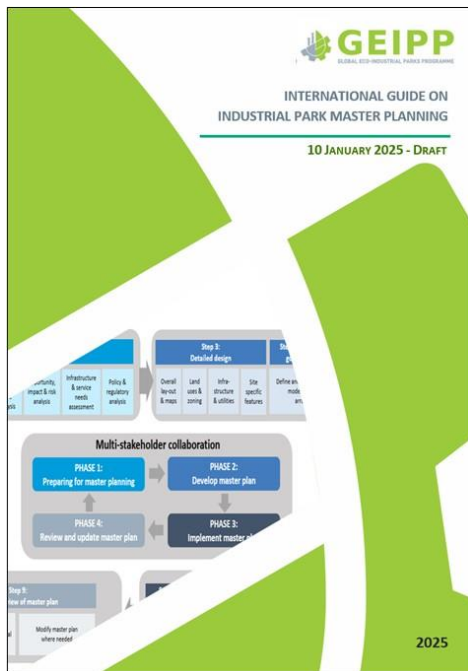 GEIPP
GLOBAL ECO-INDUSTRIAL PARKS PROGRAMME
INTERNATIONAL GUIDE ON
INDUSTRIAL PARK MASTER PLANNING
10 JANUARY 2025 - DRAFT
Step 3:
Detailed design
impact & risk
analysis
Infrastructure
& service
needs
assessment
Policy &
regulatory
analysis
Overall
lay-out
& maps
Land
uses &
zoning
Infra-
structure
& utilities
Site
specific
features
Multi-stakeholder collaboration
PHASE 1:
Preparing for master planning
PHASE 2:
Develop master plan
PHASE 4:
Review and update master plan
PHASE 3:
Implement master
Step 9:
of master plan
Modify master plan
where needed
2025